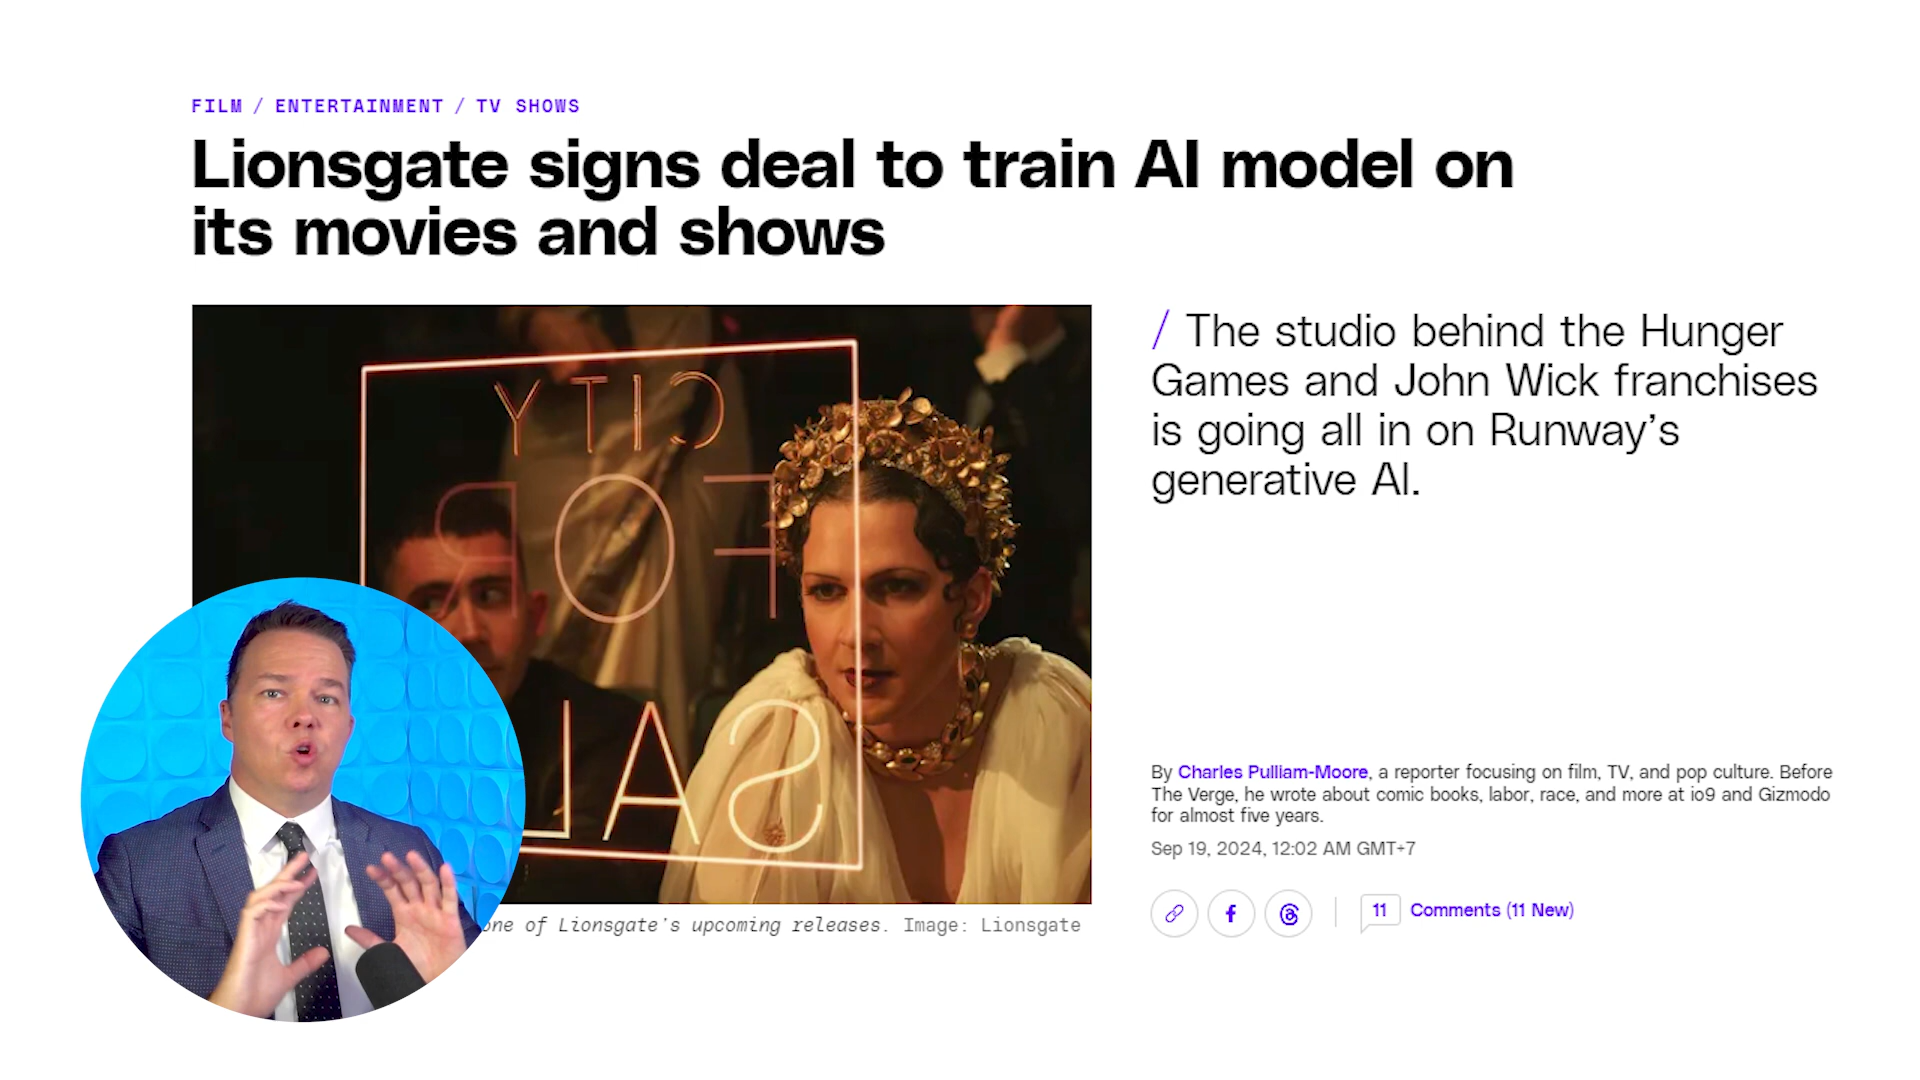 FILM / ENTERTAINMENT / TV SHOWS
Lionsgate signs deal to train AI model on
its movies and shows
/ The studio behind the Hunger
Games and John Wick franchises
is going all in on Runway’s
generative AI.
CITY
FOR
SAL
By Charles Pulliam-Moore, a reporter focusing on film, TV, and pop culture. Before
The Verge, he wrote about comic books, labor, race, and more at io9 and Gizmodo
for almost five years.
Sep 19, 2024, 12:02 AM GMT+7
11 Comments (11 New)
one of Lionsgate's upcoming releases. Image: Lionsgate